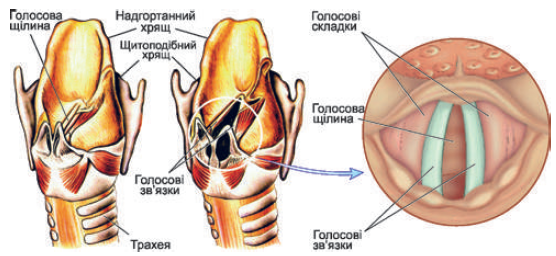 Голосова
щілина
Надгортанний
хрящ
Щитоподібний
хрящ
Голосові
зв'язки
Трахея
Голосові
складки
Голосова
щілина
Голосові
зв'язки